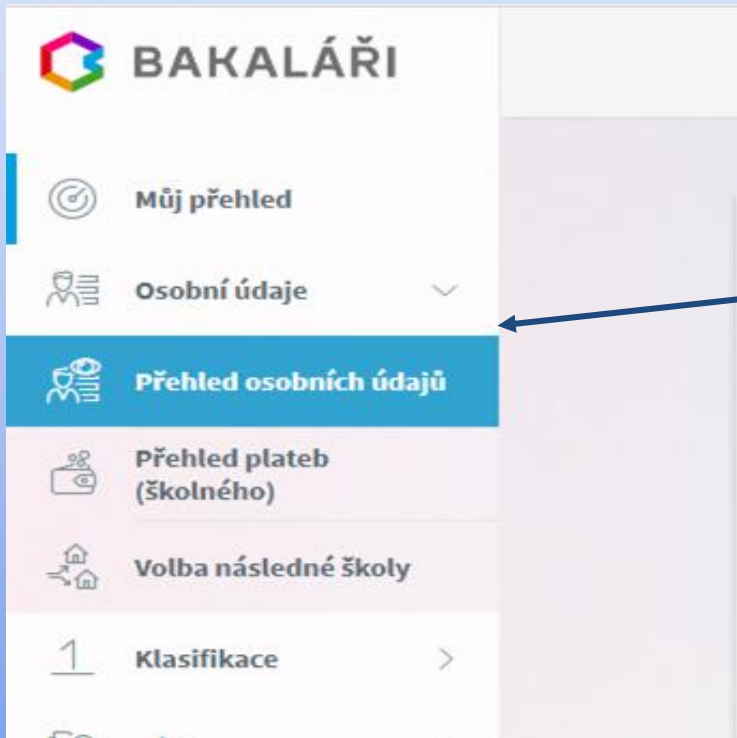 BAKALÁŘI
Můj přehled
Osobní údaje
Přehled osobních údajů
Přehled plateb
(školného)
Volba následné školy
1 Klasifikace